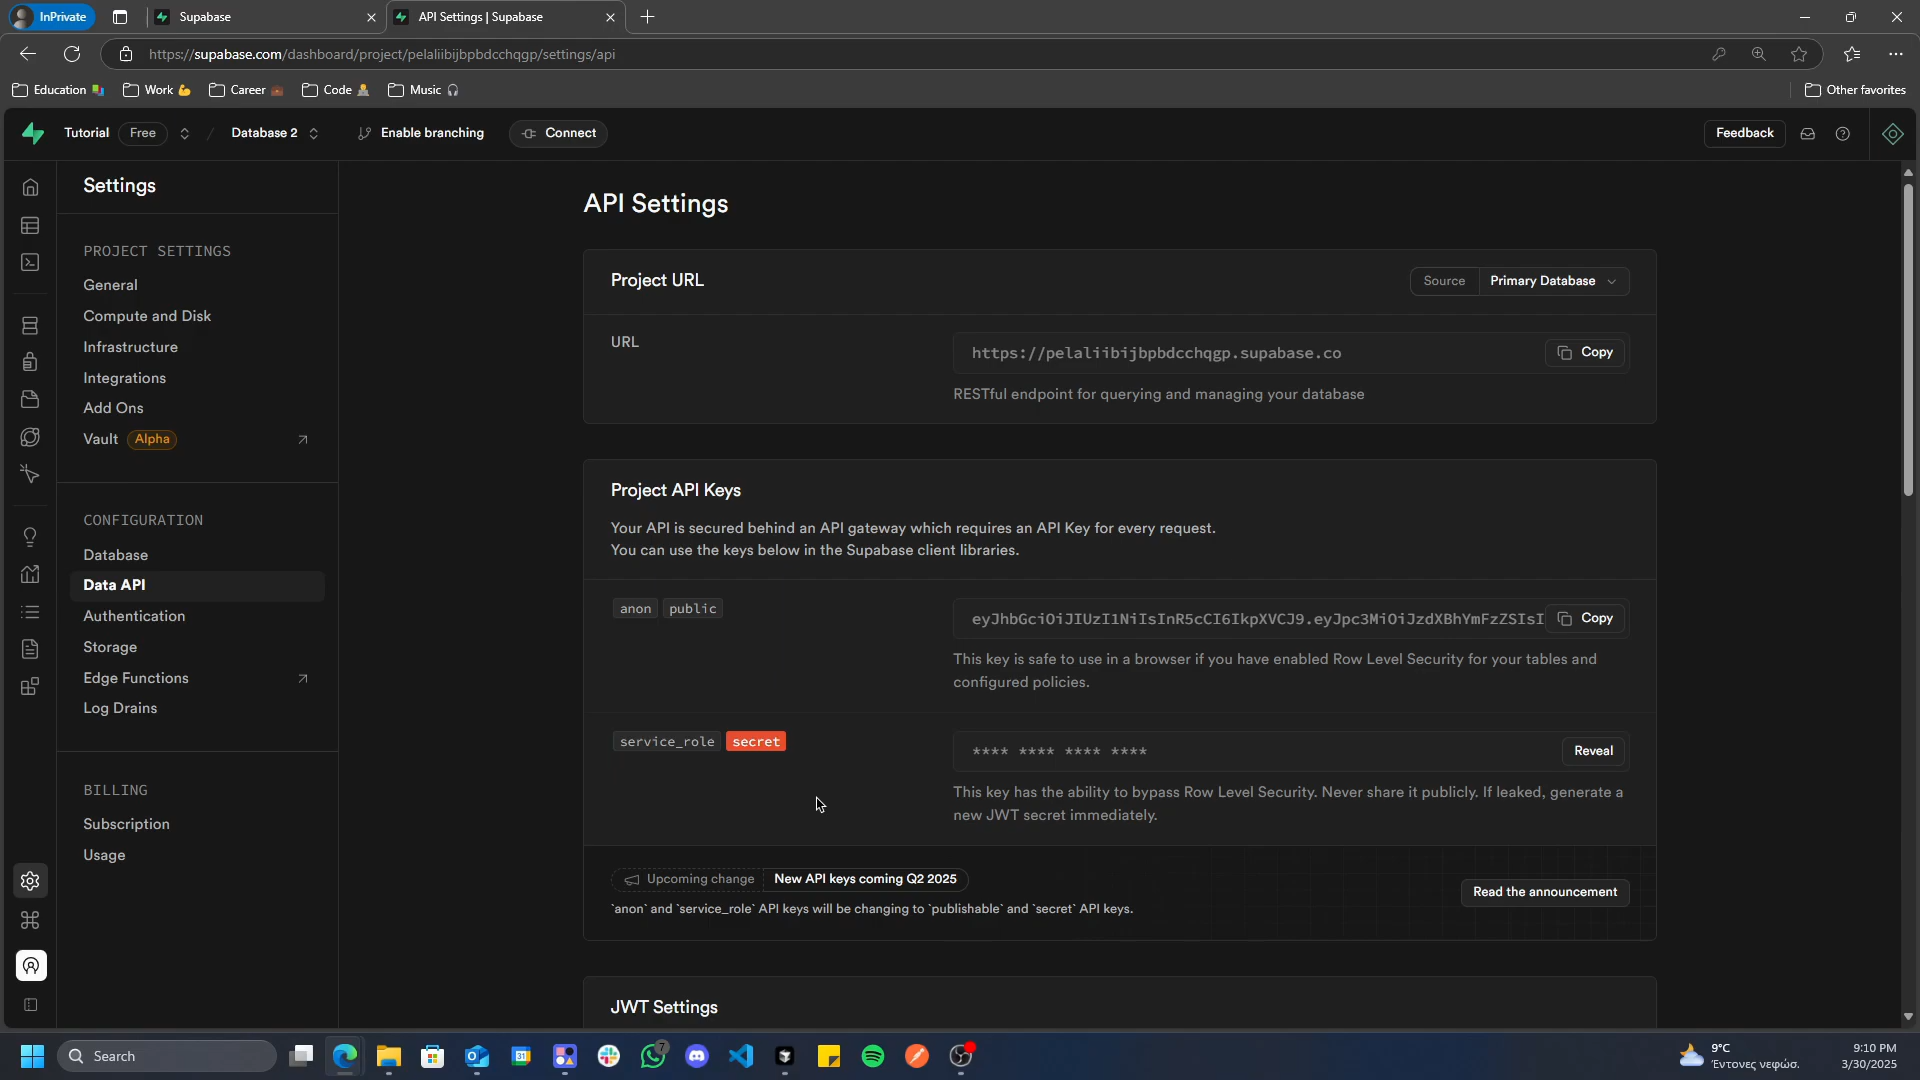 InPrivate
Supabase
API Settings | Supabase
https://supabase.com/dashboard/project/pelaliibijbpbdcchqgp/settings/api
Education
Work
Career
Code
Music
Other favorites
Tutorial
Free
Database 2
Enable branching
Connect
Feedback
Settings
PROJECT SETTINGS
General
Compute and Disk
Infrastructure
Integrations
Add Ons
Vault
Alpha
CONFIGURATION
Database
Data API
Authentication
Storage
Edge Functions
Log Drains
BILLING
Subscription
Usage
API Settings
Project URL
Source
Primary Database
URL
https://pelaliibijbpbdcchqgp.supabase.co
Copy
RESTful endpoint for querying and managing your database
Project API Keys
Your API is secured behind an API gateway which requires an API Key for every request.
You can use the keys below in the Supabase client libraries.
anon public
eyJhbGciOiJIUzI1NiIsInR5cCI6IkpXVCJ9.eyJpc3MiOiJzdXBhYmFzZSIsI
Copy
This key is safe to use in a browser if you have enabled Row Level Security for your tables and
configured policies.
service_role secret
**** **** **** ****
Reveal
This key has the ability to bypass Row Level Security. Never share it publicly. If leaked, generate a
new JWT secret immediately.
Upcoming change
New API keys coming Q2 2025
`anon` and `service_role` API keys will be changing to `publishable` and `secret` API keys.
Read the announcement
JWT Settings
Search
31
7
9°C
Έντονες νεφώσ.
9:10 PM
3/30/2025